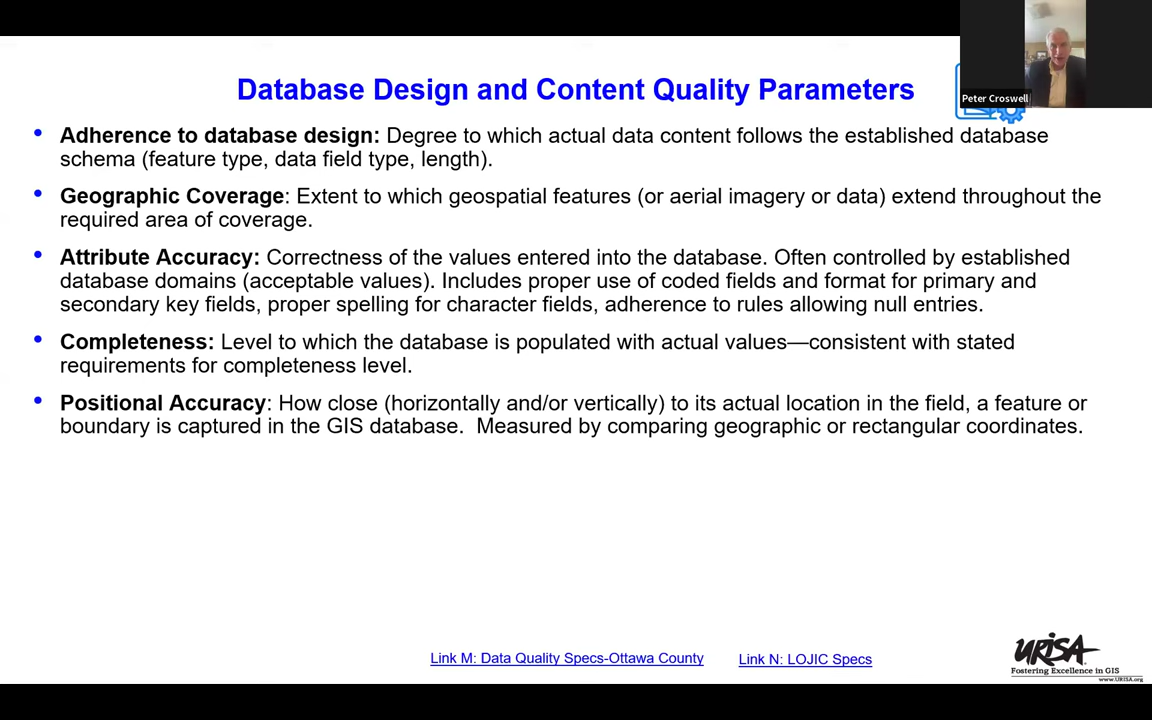 Peter Croswell
Database Design and Content Quality Parameters
• Adherence to database design: Degree to which actual data content follows the established database
schema (feature type, data field type, length).
• Geographic Coverage: Extent to which geospatial features (or aerial imagery or data) extend throughout the
required area of coverage.
• Attribute Accuracy: Correctness of the values entered into the database. Often controlled by established
database domains (acceptable values). Includes proper use of coded fields and format for primary and
secondary key fields, proper spelling for character fields, adherence to rules allowing null entries.
• Completeness: Level to which the database is populated with actual values—consistent with stated
requirements for completeness level.
• Positional Accuracy: How close (horizontally and/or vertically) to its actual location in the field, a feature or
boundary is captured in the GIS database.  Measured by comparing geographic or rectangular coordinates.
Link M: Data Quality Specs-Ottawa County
Link N: LOJIC Specs
URISA
Fostering Excellence in GIS
www.URISA.org